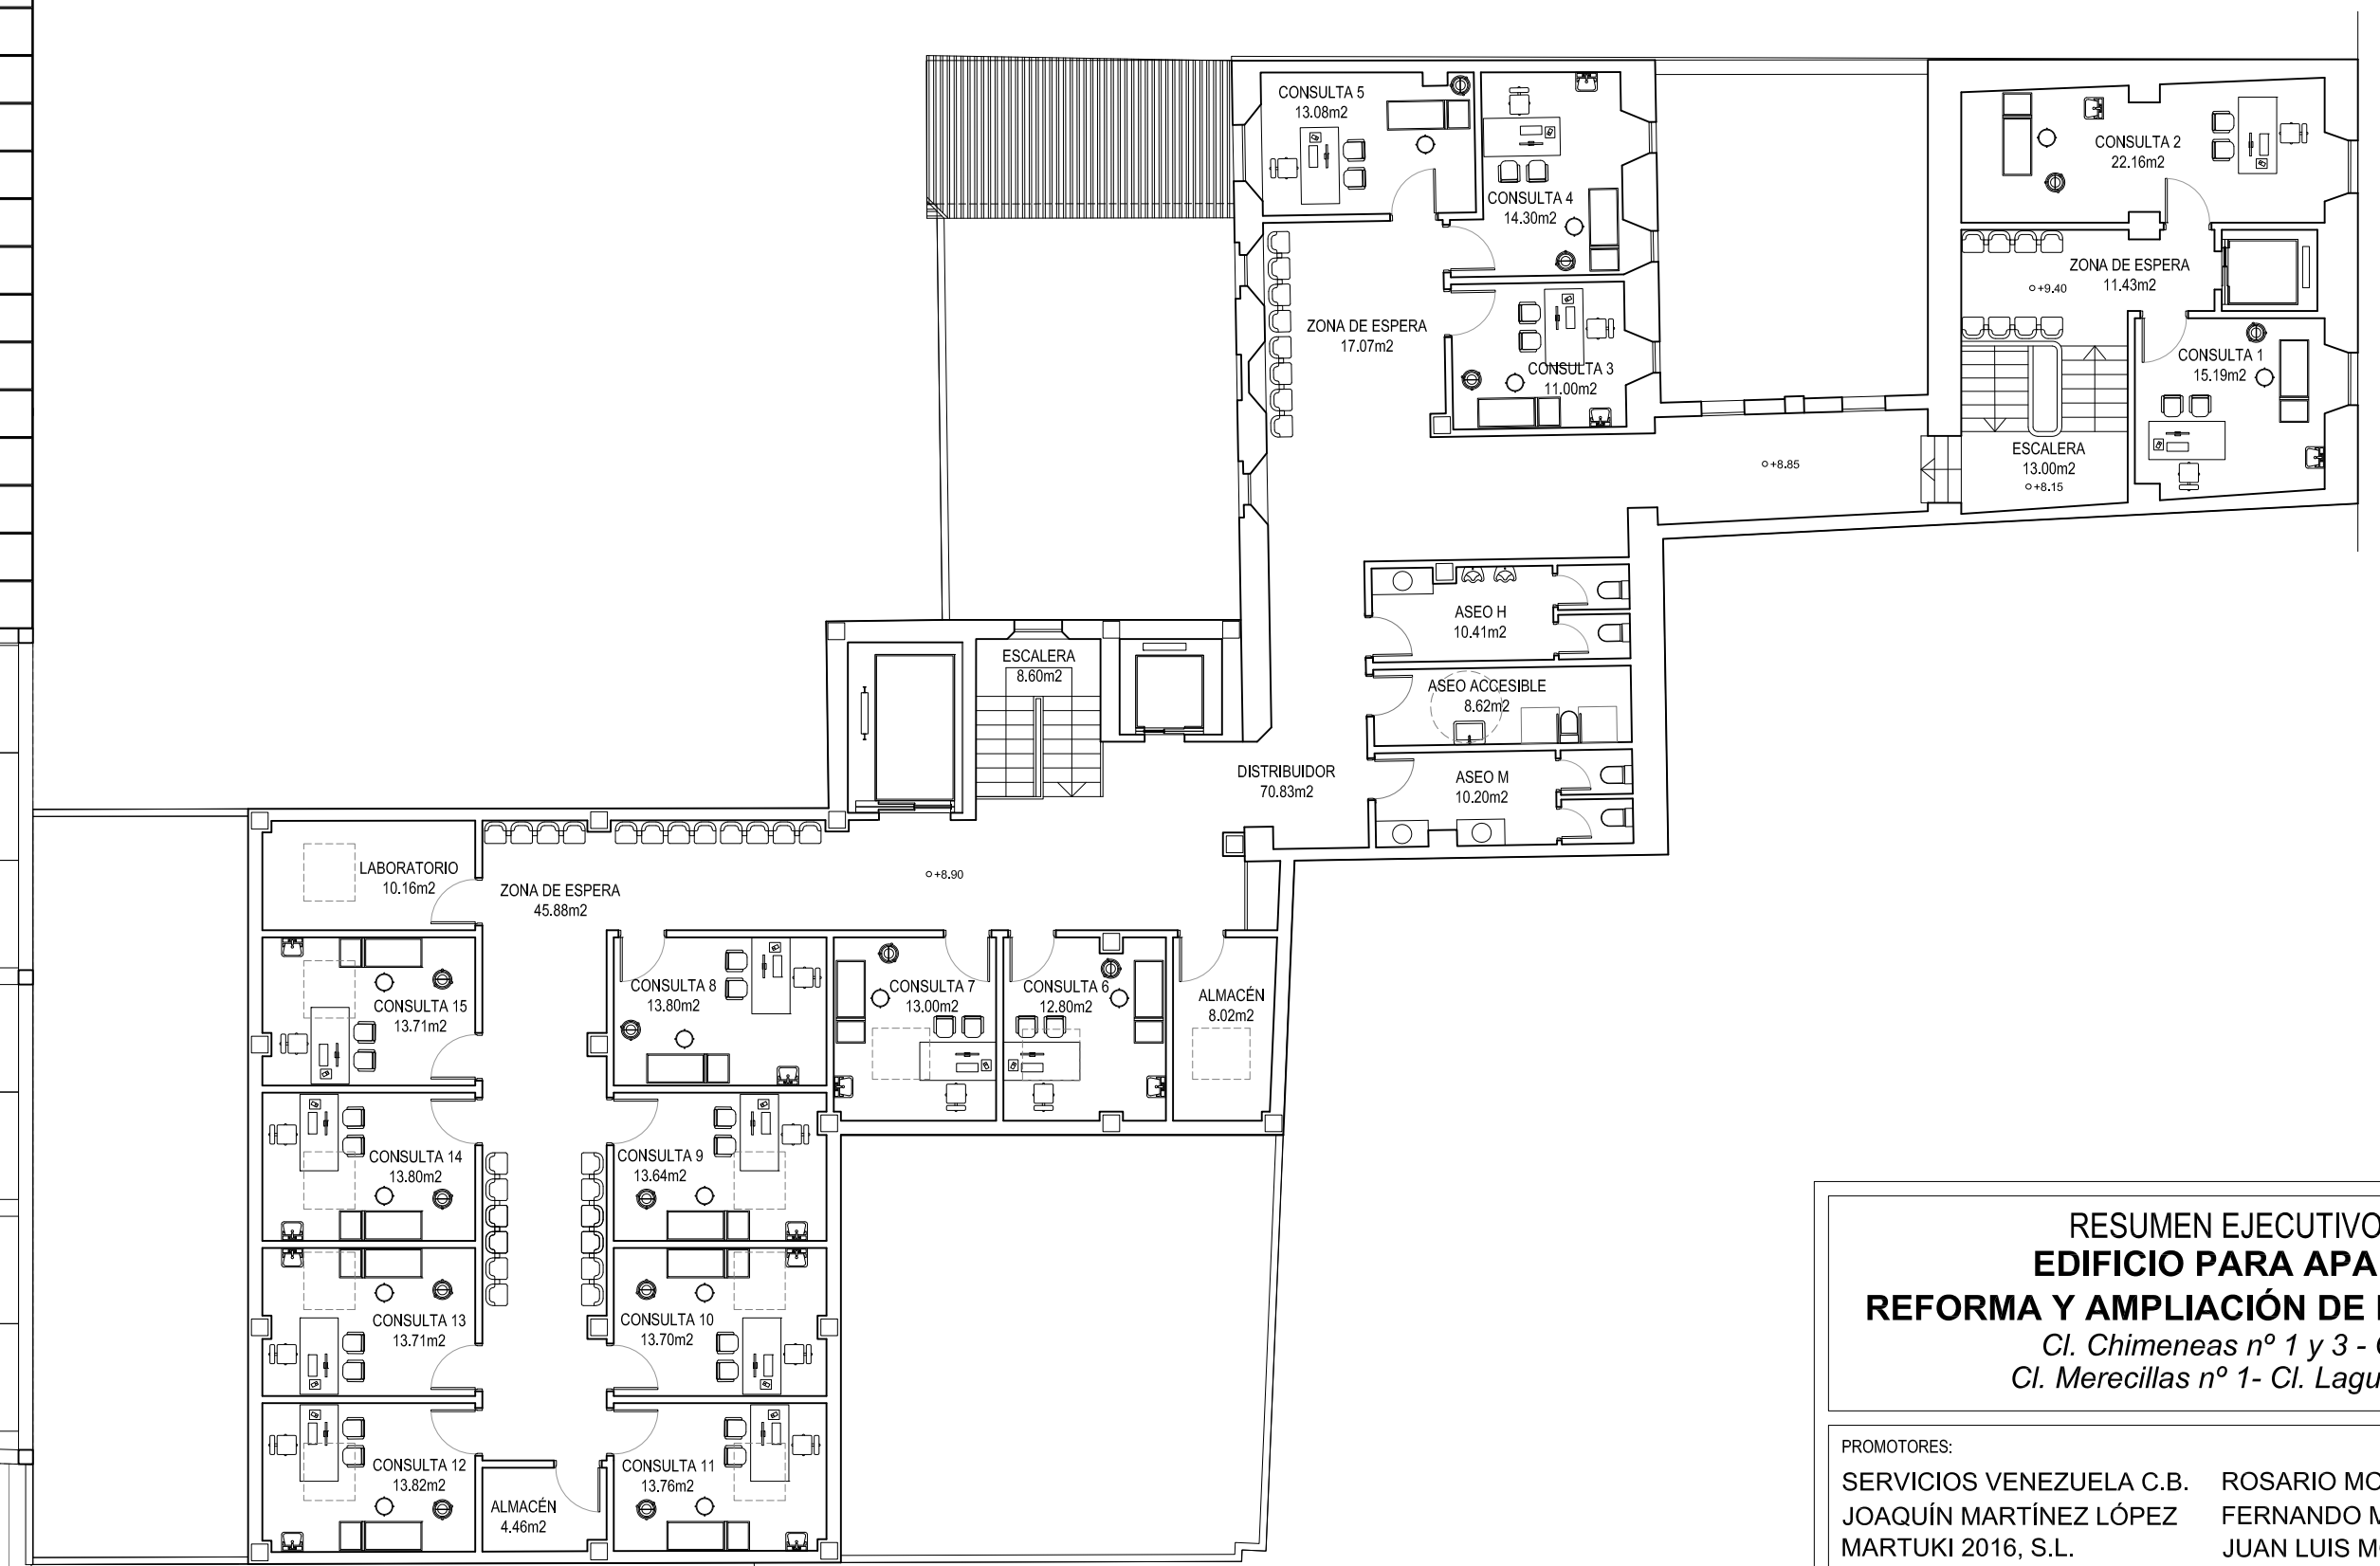 CONSULTA 5
13.08m2
CONSULTA 4
14.30m2
CONSULTA 2
22.16m2
ZONA DE ESPERA
11.43m2
+9.40
ZONA DE ESPERA
17.07m2
CONSULTA 3
11.00m2
CONSULTA 1
15.19m2
ESCALERA
13.00m2
+8.15
+8.85
ASEO H
10.41m2
ESCALERA
8.60m2
ASEO ACCESIBLE
8.62m2
DISTRIBUIDOR
70.83m2
ASEO M
10.20m2
LABORATORIO
10.16m2
ZONA DE ESPERA
45.88m2
+8.90
CONSULTA 15
13.71m2
CONSULTA 8
13.80m2
CONSULTA 7
13.00m2
CONSULTA 6
12.80m2
ALMACÉN
8.02m2
CONSULTA 14
13.80m2
CONSULTA 9
13.64m2
CONSULTA 13
13.71m2
CONSULTA 10
13.70m2
CONSULTA 12
13.82m2
CONSULTA 11
13.76m2
ALMACÉN
4.46m2
RESUMEN EJECUTIVO
EDIFICIO PARA APA
REFORMA Y AMPLIACIÓN DE
Cl. Chimeneas nº 1 y 3 -
Cl. Merecillas nº 1- Cl. Lagu
PROMOTORES:
SERVICIOS VENEZUELA C.B. ROSARIO MO
JOAQUÍN MARTÍNEZ LÓPEZ FERNANDO
MARTUKI 2016, S.L. JUAN LUIS